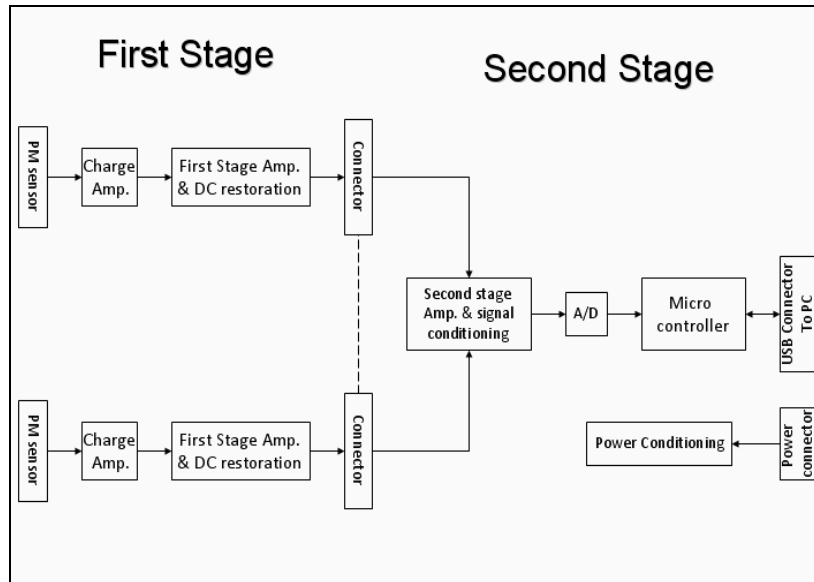 First Stage
Second Stage
PM sensor
Charge
Amp.
First Stage Amp.
& DC restoration
Connector
Second stage
Amp. & signal
conditioning
A/D
Micro
controller
USB Connector
To PC
PM sensor
Charge
Amp.
First Stage Amp.
& DC restoration
Connector
Power Conditioning
Power
connector